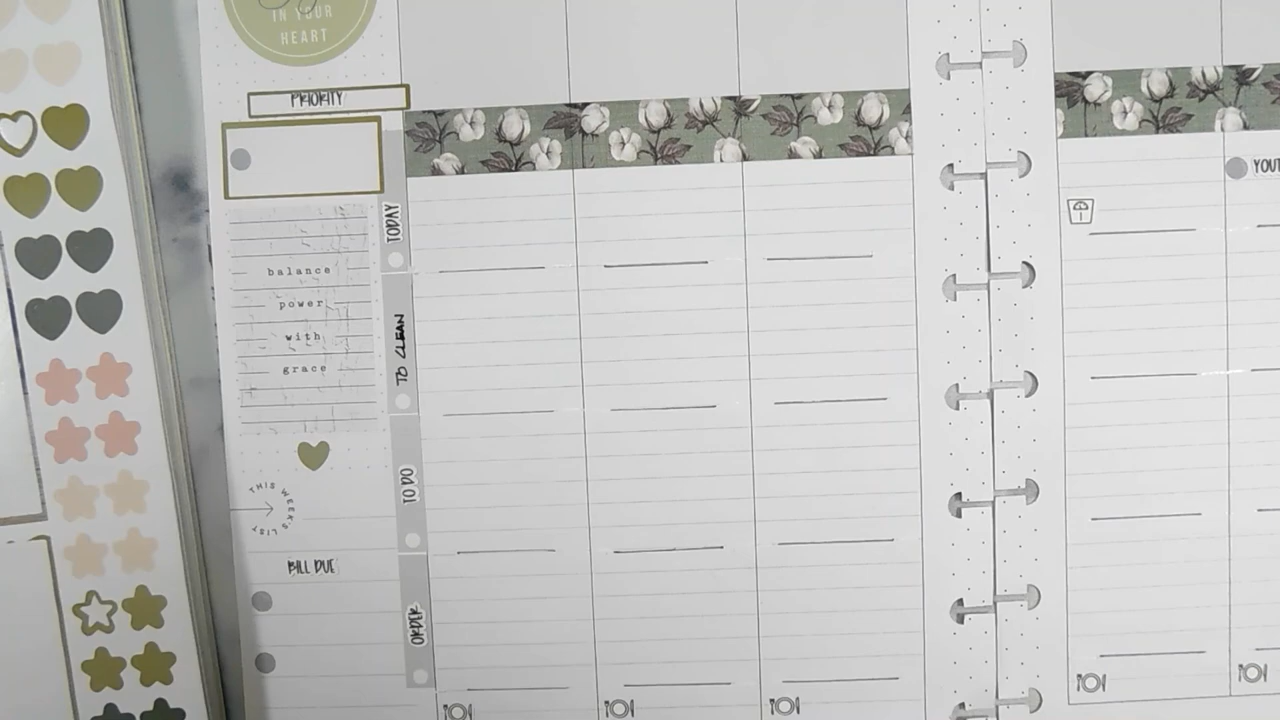 IN YOUR
HEART
PRIORITY
TODAY
balance
power
with
grace
TO CLEAN
THIS WEEK'S LIST
TO DO
BILL DUE
ORDER